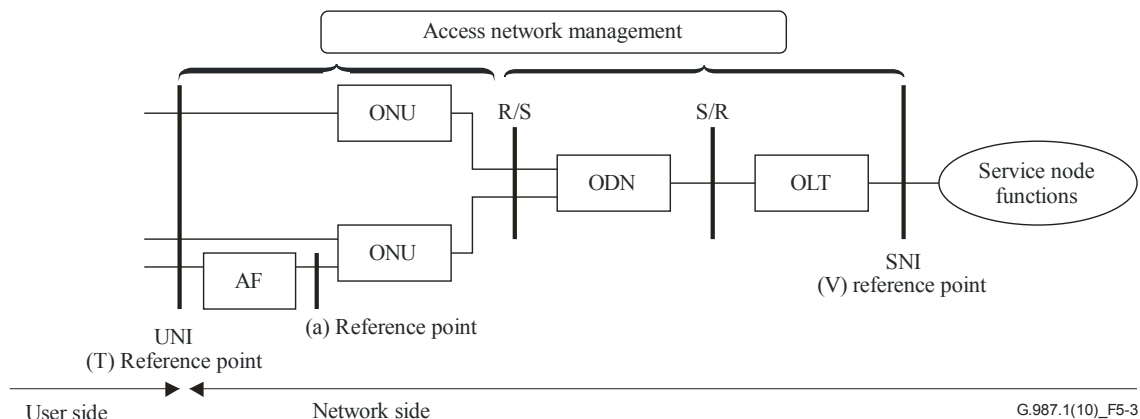 Access network management
ONU
R/S
S/R
ODN
OLT
Service node
functions
ONU
AF
SNI
(V) reference point
(a) Reference point
UNI
(T) Reference point
User side
Network side
G.987.1(10)_F5-3